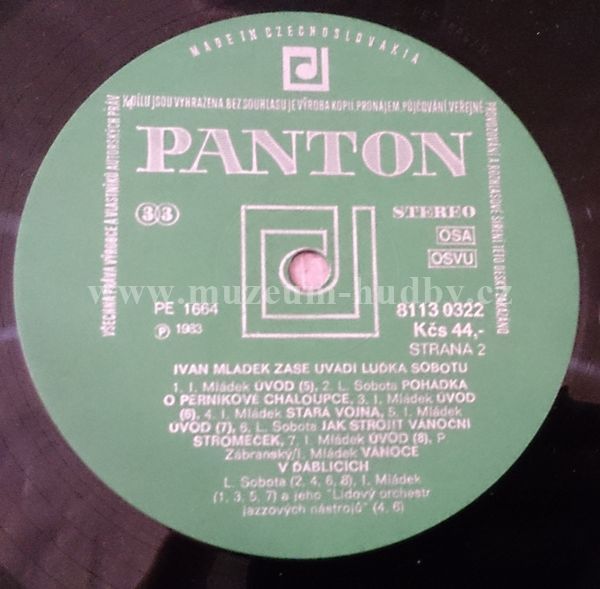 MADE IN CZECHOSLOVAKIA
VŠECHNA PRÁVA VÝROBCE A VLASTNÍKŮ AUTORSKÝCH PRÁV
K DÍLU JSOU VYHRAŽENA BEZ SOUHLASU JE VÝROBA KOPIÍ, PRONÁJEM, PŮJČOVÁNÍ VEŘEJNÉ
PROVOZOVÁNÍ A ROZHLASOVÉ ŠÍŘENÍ TÉTO DESKY ZAKÁZÁNO
PANTON
33
STEREO
OSA
OSVU
www.muzeum-hudby.cz
PE 1664
8113 0322
Ⓟ 1983
Kčs 44,-
STRANA 2
IVAN MLÁDEK ZASE UVÁDÍ LUĎKA SOBOTU
1. I. Mládek ÚVOD (5), 2. L. Sobota POHÁDKA
O PERNÍKOVÉ CHALOUPCE, 3. I. Mládek ÚVOD
(6), 4. I. Mládek STARÁ VOJNA, 5. I. Mládek
ÚVOD (7), 6. L. Sobota JAK STROJIT VÁNOČNÍ
STROMEČEK, 7. I. Mládek ÚVOD (8), P.
Zábranský/I. Mládek VÁNOCE
V ĎÁBLICÍCH
L. Sobota (2, 4, 6, 8), I. Mládek
(1, 3, 5, 7) a jeho "Lidový orchestr
jazzových nástrojů" (4, 6)